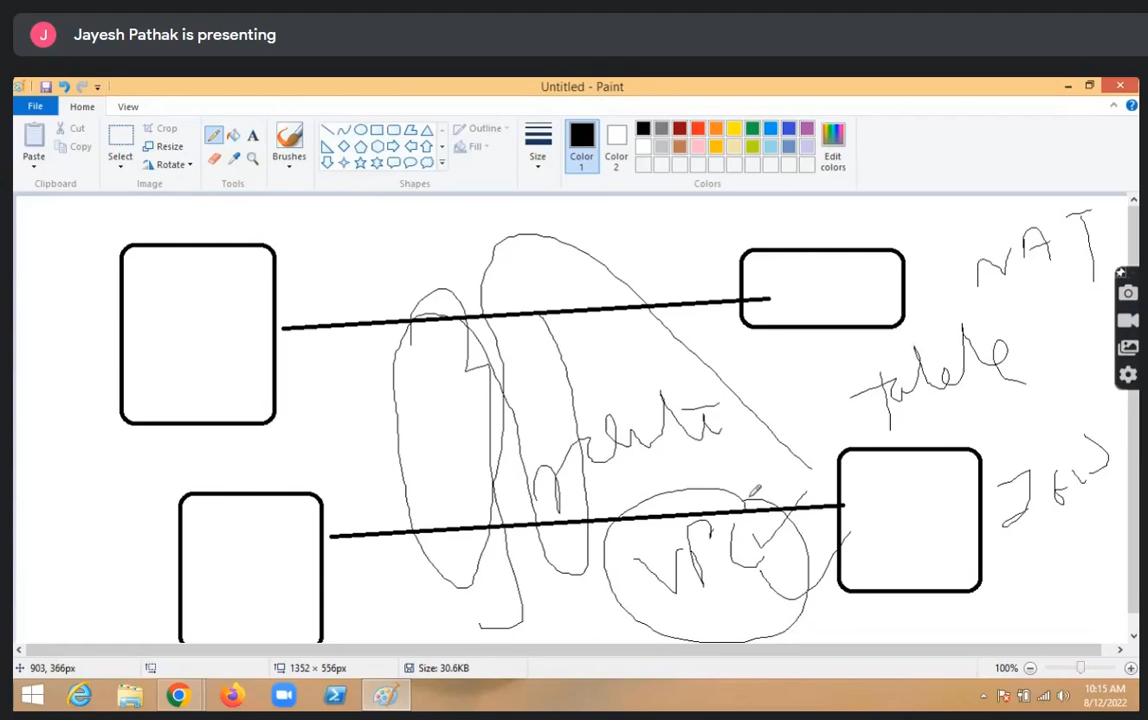 J
Jayesh Pathak is presenting
Untitled - Paint
File
Home
View
Paste
Cut
Copy
Clipboard
Select
Crop
Resize
Rotate
Image
A
Tools
Brushes
Outline
Fill
Shapes
Size
Color
1
Color
2
Edit
colors
Colors
NAT
table
VPC
903, 366px
1352 × 556px
Size: 30.6KB
100%
10:15 AM
8/12/2022